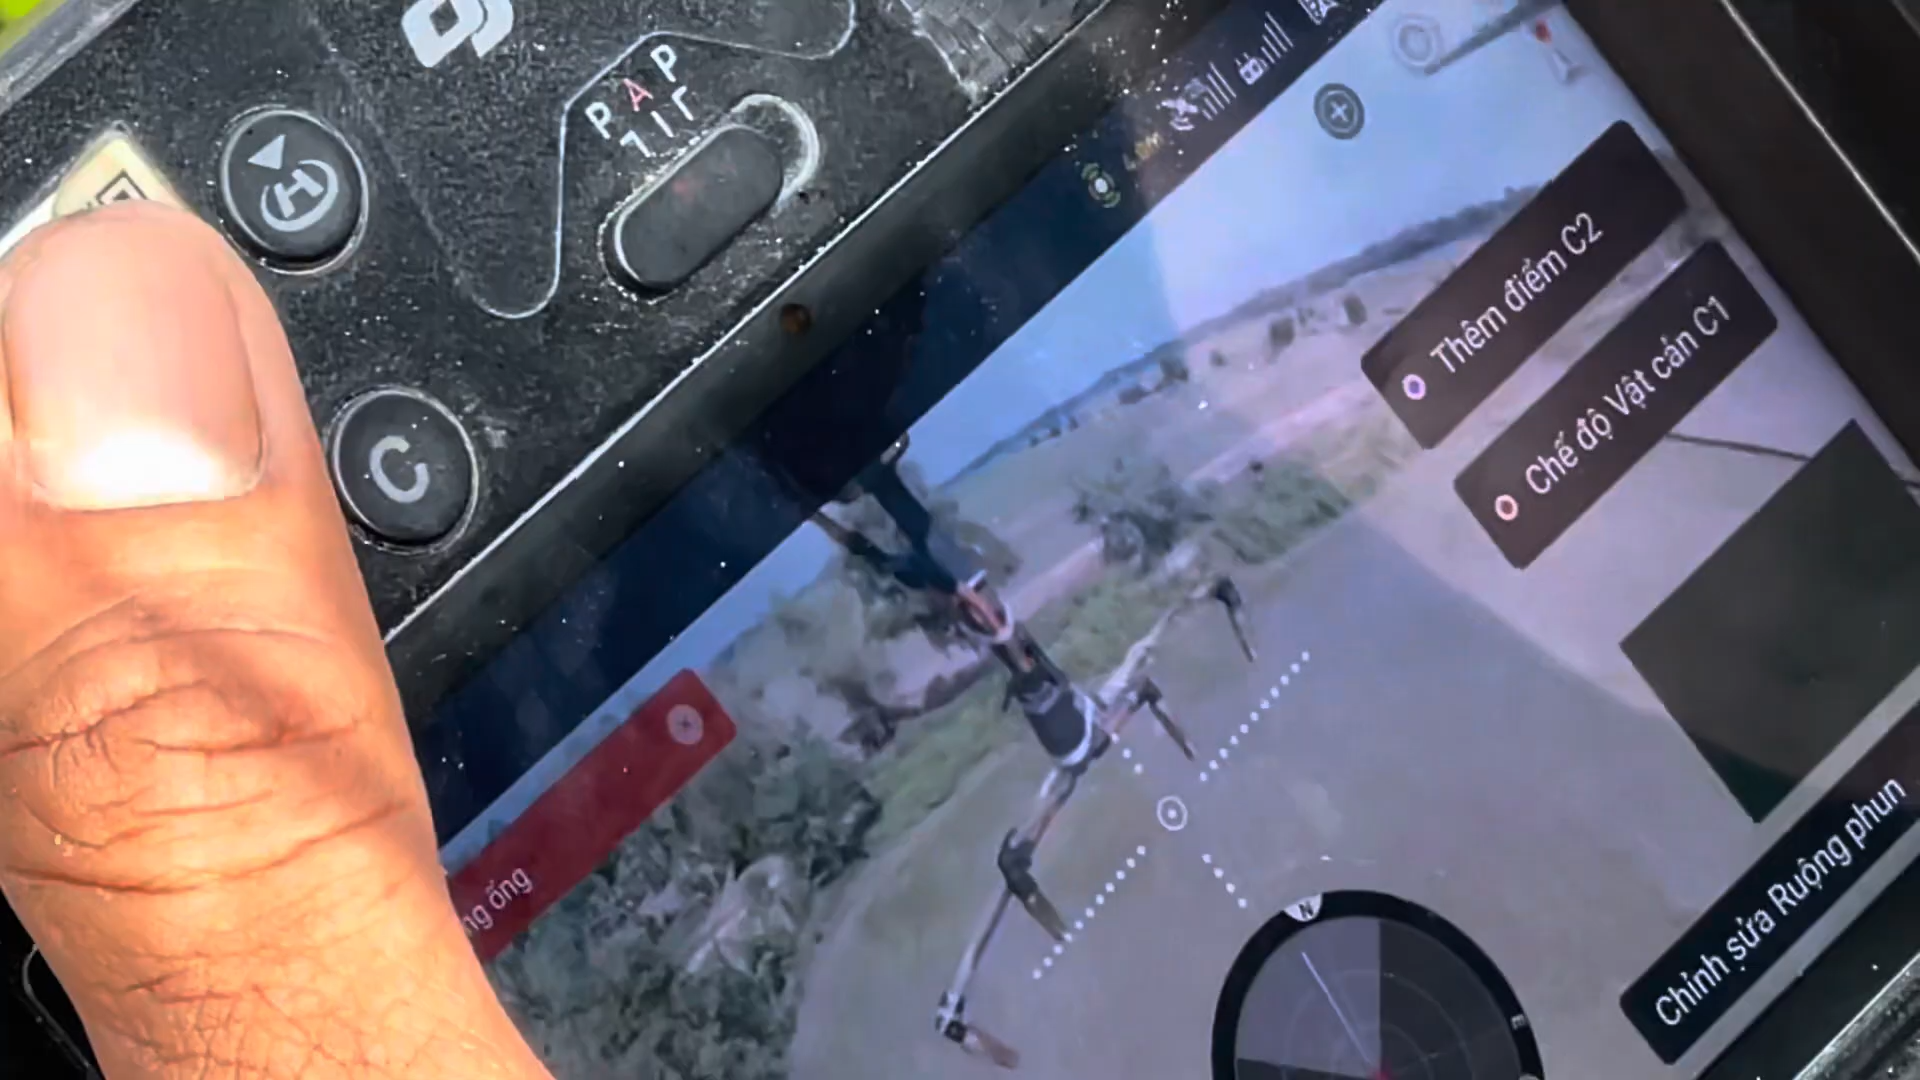 P A P
H
C
Thêm điểm C2
Chế độ Vật cản C1
ng ống
N
E
Chỉnh sửa Ruộng phun